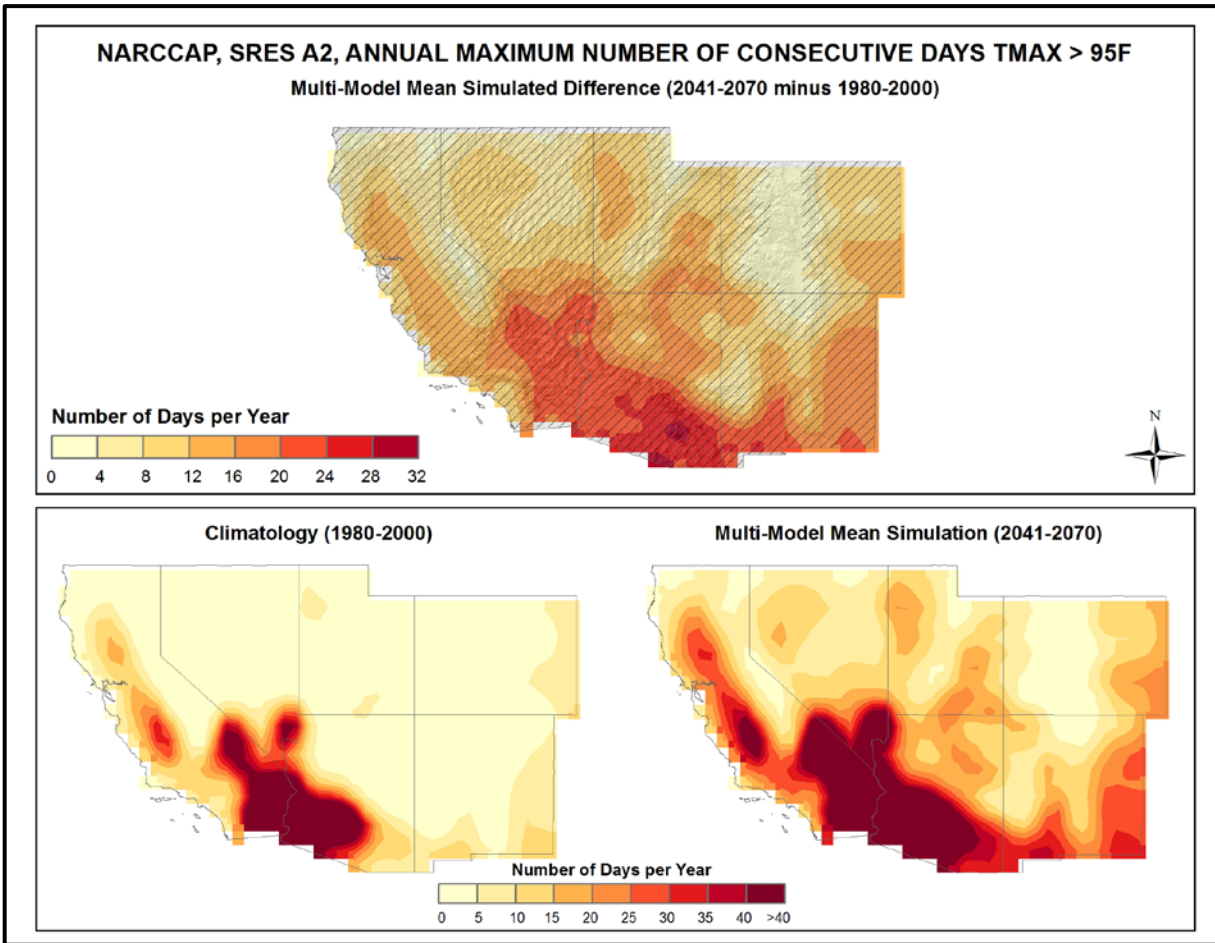 NARCCAP, SRES A2, ANNUAL MAXIMUM NUMBER OF CONSECUTIVE DAYS TMAX > 95F
Multi-Model Mean Simulated Difference (2041-2070 minus 1980-2000)
Number of Days per Year
0 4 8 12 16 20 24 28 32
N
Climatology (1980-2000)
Multi-Model Mean Simulation (2041-2070)
Number of Days per Year
0 5 10 15 20 25 30 35 40 >40